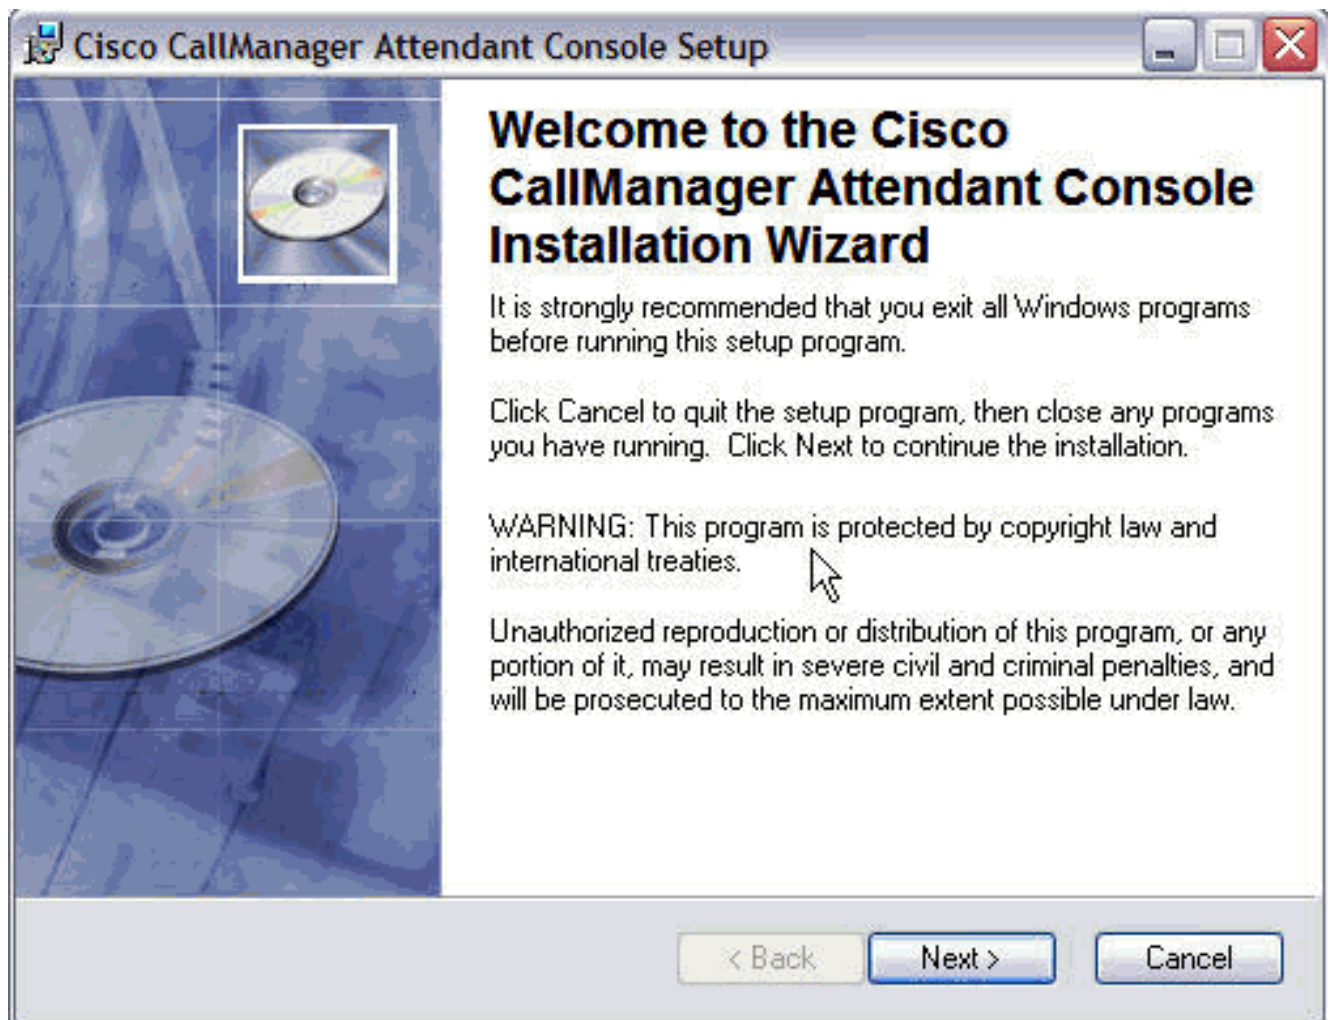 Cisco CallManager Attendant Console Setup
Welcome to the Cisco
CallManager Attendant Console
Installation Wizard
It is strongly recommended that you exit all Windows programs
before running this setup program.
Click Cancel to quit the setup program, then close any programs
you have running.  Click Next to continue the installation.
WARNING: This program is protected by copyright law and
international treaties.
Unauthorized reproduction or distribution of this program, or any
portion of it, may result in severe civil and criminal penalties, and
will be prosecuted to the maximum extent possible under law.
< Back
Next >
Cancel